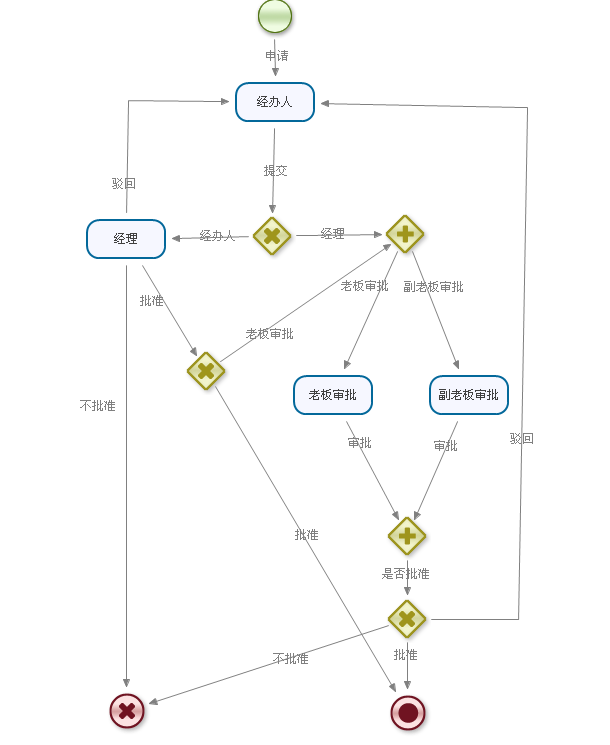 申请
经办人
提交
驳回
经理
经办人
经理
老板审批
副老板审批
批准
老板审批
老板审批
副老板审批
不批准
审批
审批
驳回
批准
是否批准
不批准
批准